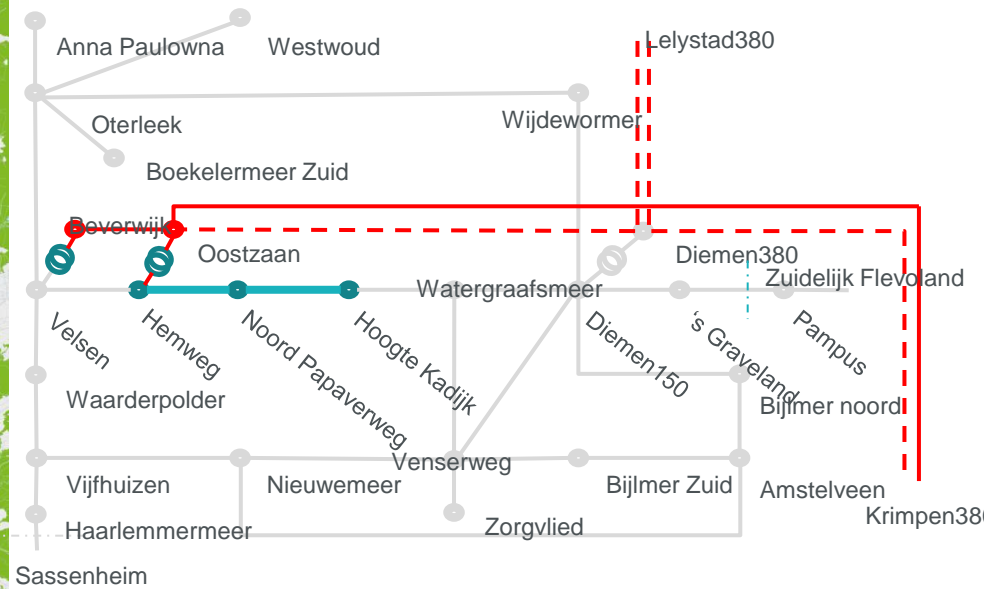 Anna Paulowna
Westwoud
Lelystad380
Oterleek
Wijdewormer
Boekelermeer Zuid
Beverwijk
Oostzaan
Diemen380
Zuidelijk Flevoland
Watergraafsmeer
Velsen
Hemweg
Noord Papaverweg
Hoogte Kadijk
Diemen150
's Graveland
Pampus
Waarderpolder
Bijlmer noord
Venserweg
Vijfhuizen
Nieuwemeer
Bijlmer Zuid
Amstelveen
Krimpen380
Haarlemmermeer
Zorgvlied
Sassenheim